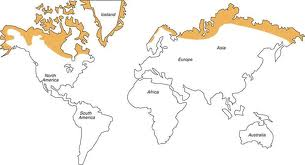 Iceland
Asia
Europe
North
America
Africa
South
America
Australia